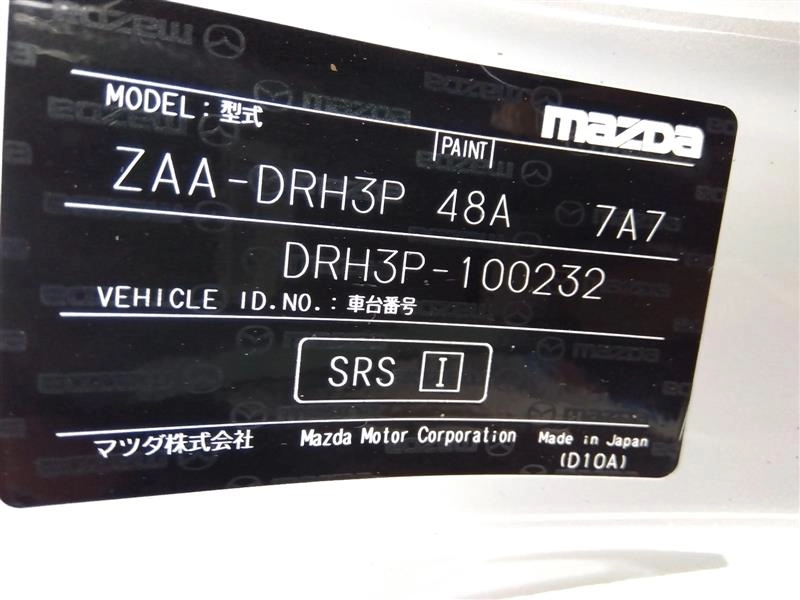 MODEL : 型式
PAINT
mazda
ZAA-DRH3P 48A 7A7
DRH3P-100232
VEHICLE ID.NO. : 車台番号
SRS I
マツダ株式会社 Mazda Motor Corporation Made in Japan
(D10A)